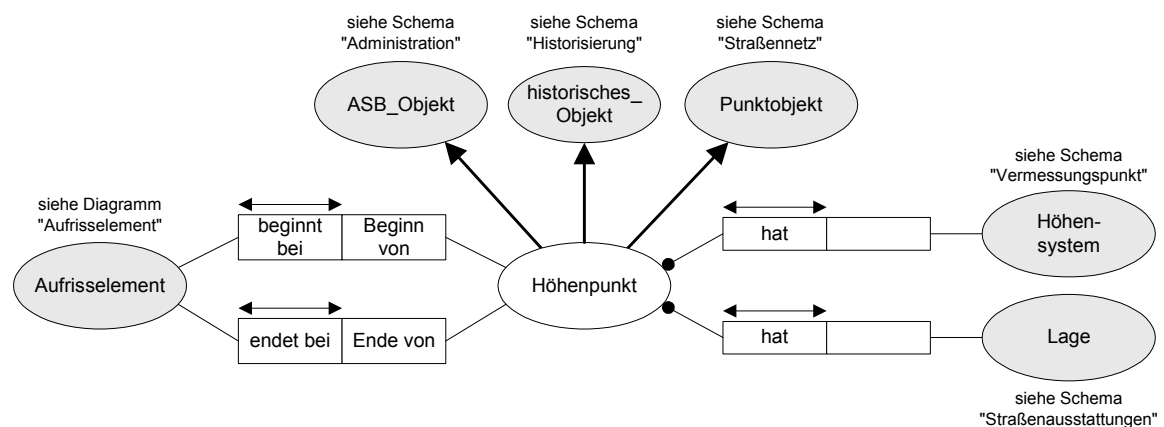 siehe Schema
"Administration"
siehe Schema
"Historisierung"
siehe Schema
"Straßennetz"
ASB_Objekt
historisches_
Objekt
Punktobjekt
siehe Diagramm
"Aufrisselement"
siehe Schema
"Vermessungspunkt"
beginnt
bei
Beginn
von
hat
Höhen-
system
Aufrisselement
Höhenpunkt
endet bei
Ende von
hat
Lage
siehe Schema
"Straßenausstattungen"